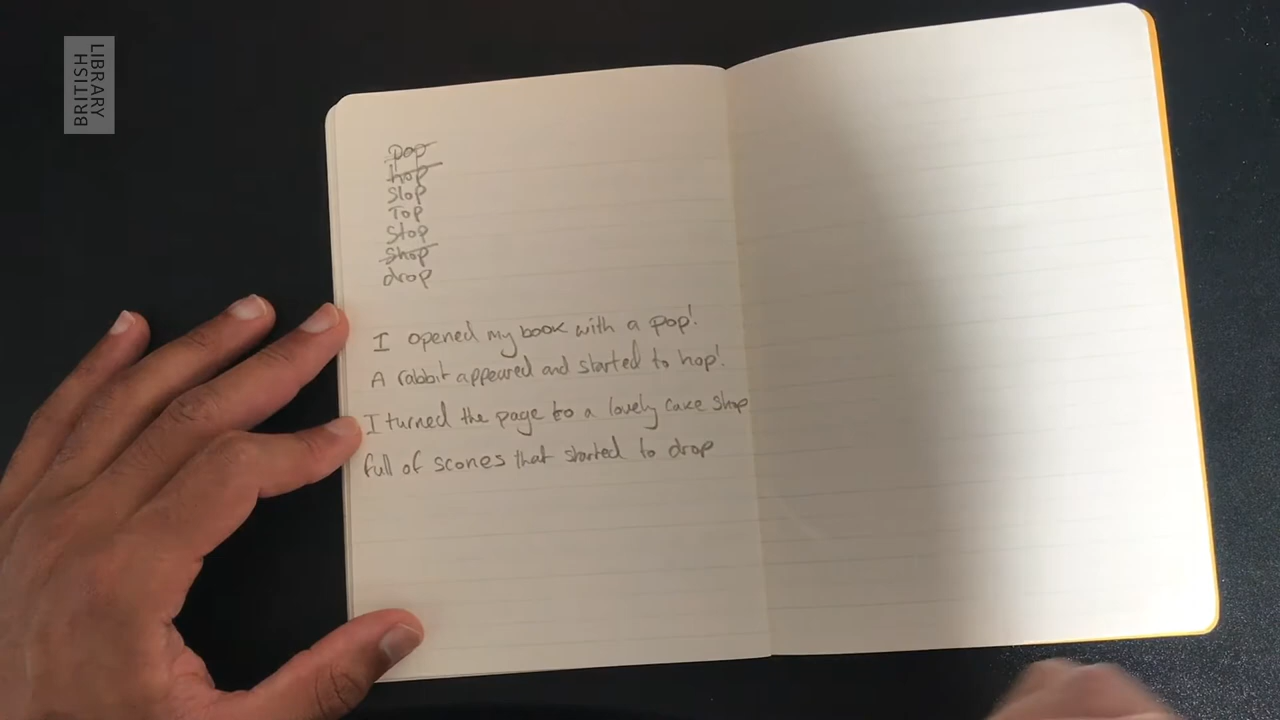 LIBRARY
BRITISH
pop
hop
slop
Top
Stop
Shop
drop
I opened my book with a pop!
A rabbit appeared and started to hop!
I turned the page to a lovely cake shop
full of scones that started to drop